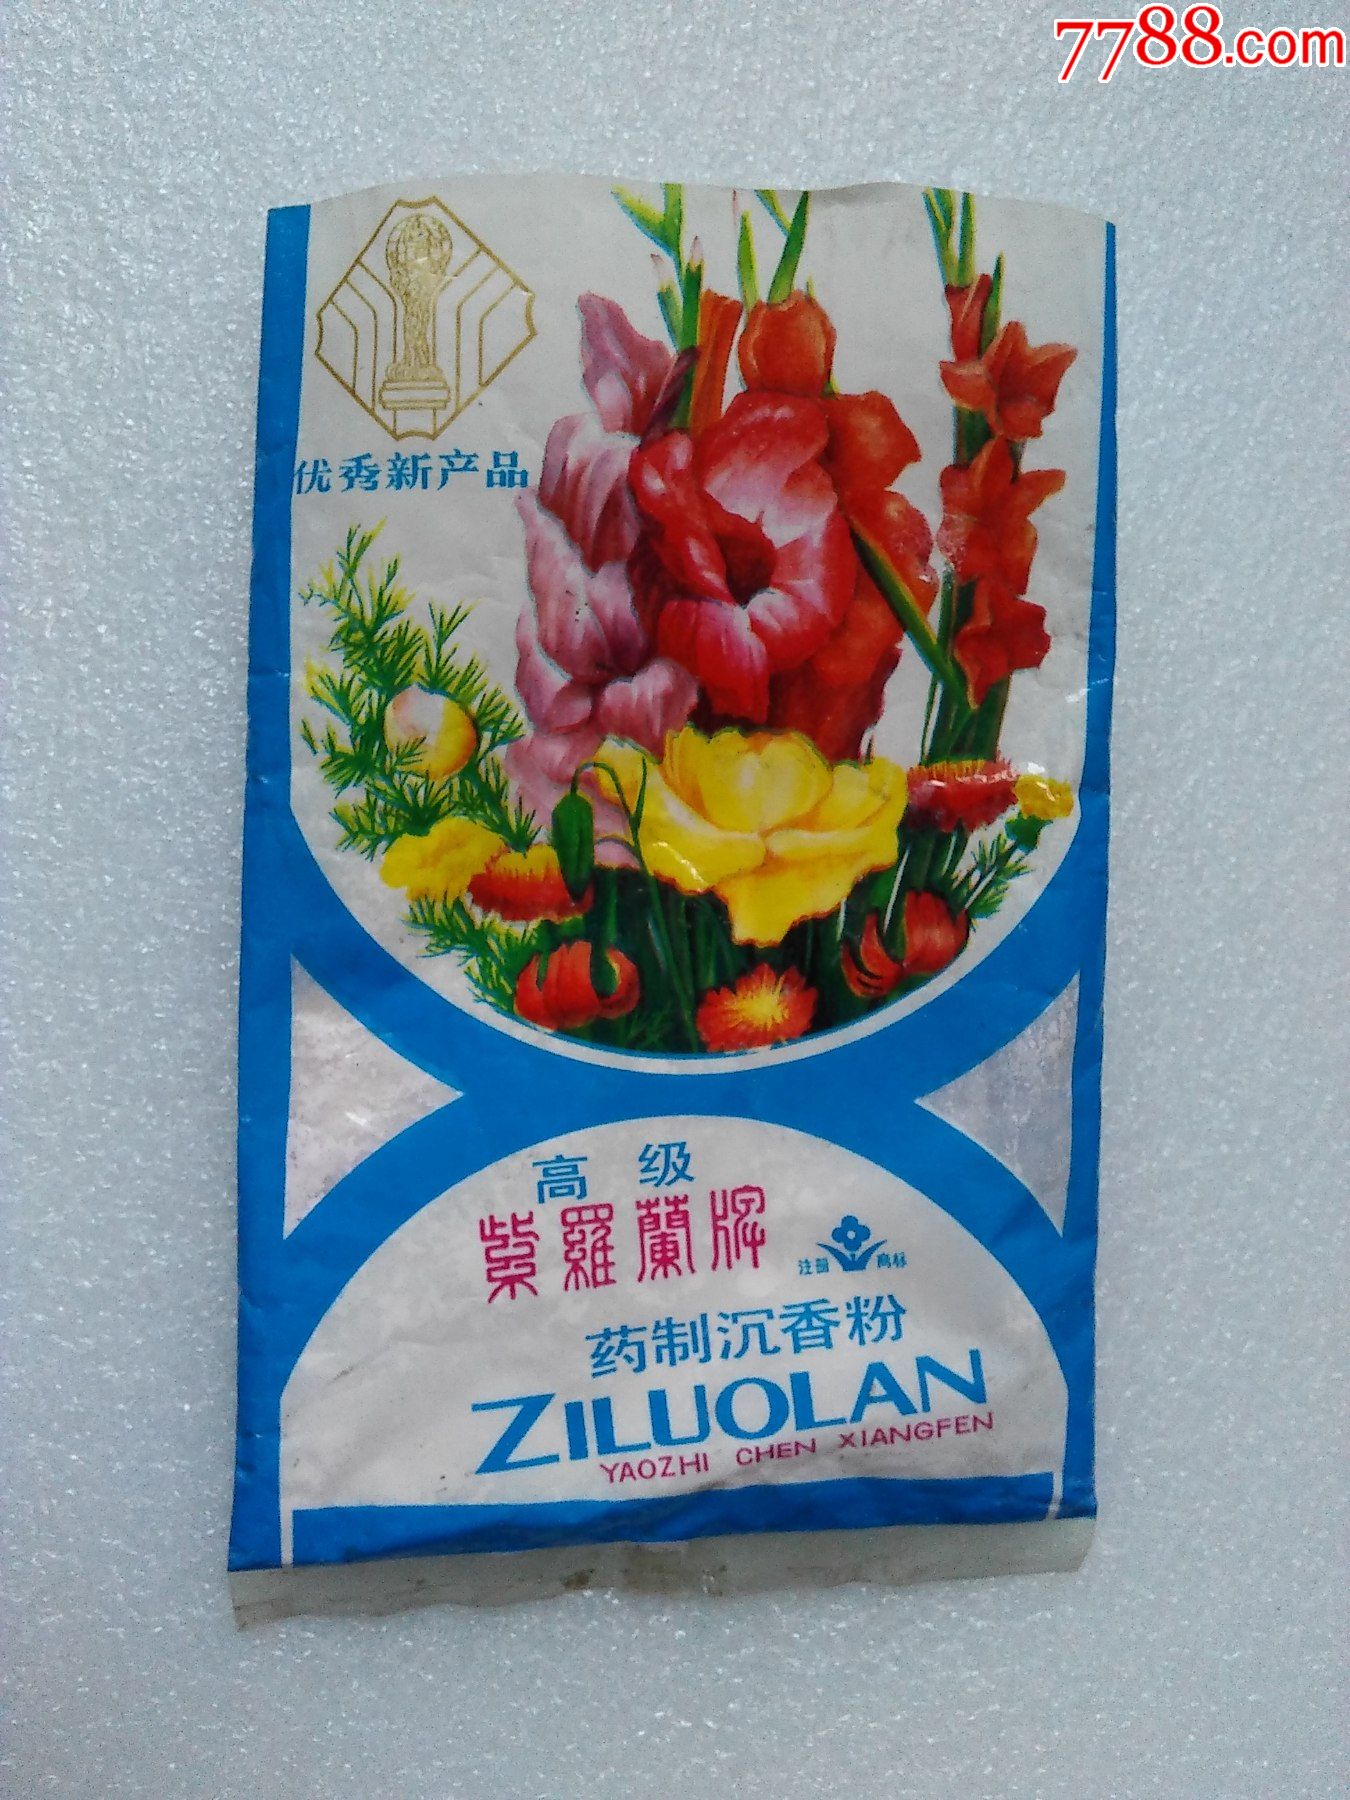 7788.com
优秀新产品
高级
紫羅蘭牌
注册 商标
药制沉香粉
ZILUOLAN
YAOZHI CHEN XIANGFEN